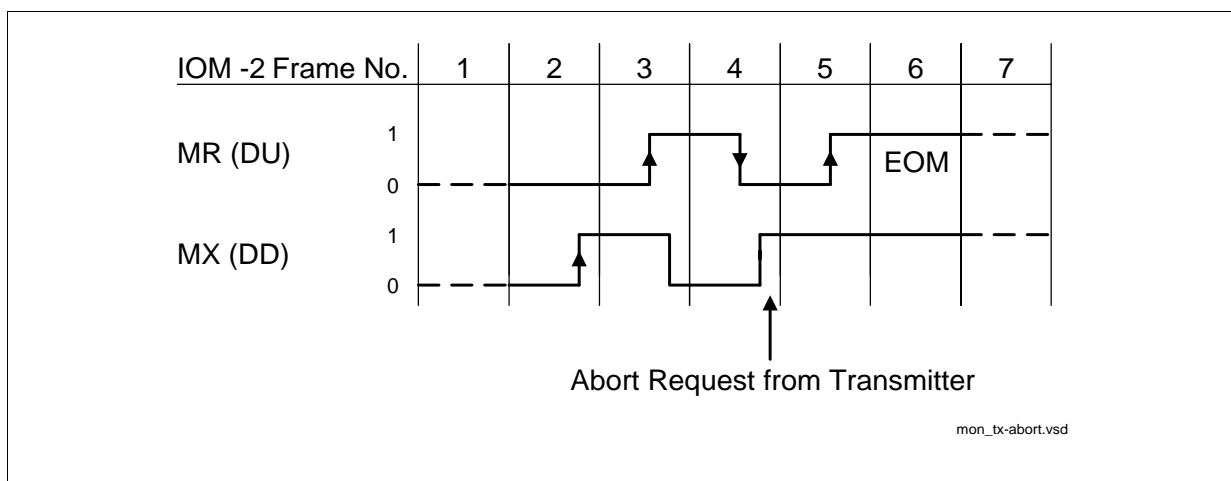 IOM -2 Frame No. 1 2 3 4 5 6 7
MR (DU) 1 0
EOM
MX (DD) 1 0
Abort Request from Transmitter
mon_tx-abort.vsd